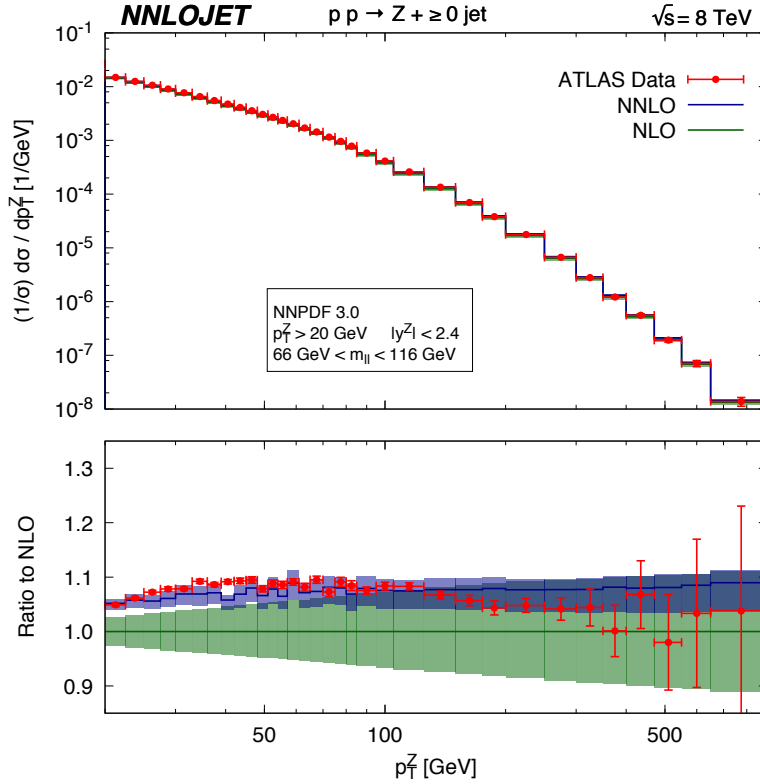 NNLOJET p p → Z + ≥ 0 jet √s = 8 TeV
10⁻¹
10⁻²
10⁻³
10⁻⁴
10⁻⁵
10⁻⁶
10⁻⁷
10⁻⁸
(1/σ) dσ / dp_T^Z [1/GeV]
ATLAS Data
NNLO
NLO
NNPDF 3.0
p_T^Z > 20 GeV |y^Z| < 2.4
66 GeV < m_ll < 116 GeV
1.3
1.2
1.1
1.0
0.9
Ratio to NLO
50 100 500
p_T^Z [GeV]